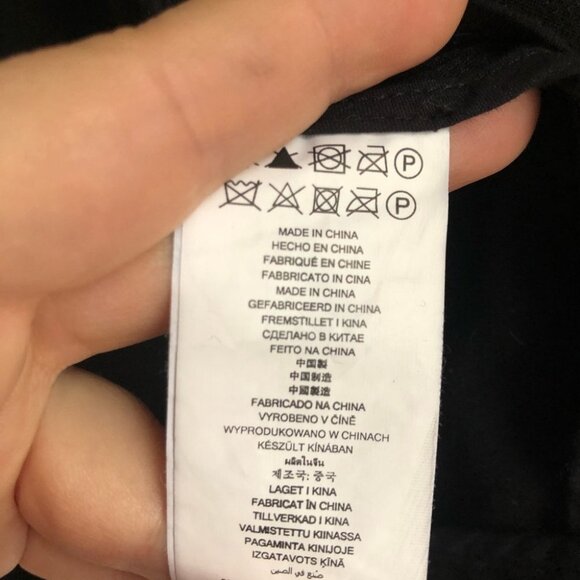 P
P
MADE IN CHINA
HECHO EN CHINA
FABRIQUÉ EN CHINE
FABBRICATO IN CINA
MADE IN CHINA
GEFABRICEERD IN CHINA
FREMSTILLET I KINA
СДЕЛАНО В КИТАЕ
FEITO NA CHINA
中国製
中国制造
中國製造
FABRICADO NA CHINA
VYROBENO V ČÍNĚ
WYPRODUKOWANO W CHINACH
KÉSZÜLT KÍNÁBAN
ผลิตในจีน
제조국: 중국
LAGET I KINA
FABRICAT ÎN CHINA
TILLVERKAD I KINA
VALMISTETTU KIINASSA
PAGAMINTA KINIJOJE
IZGATAVOTS ĶĪNĀ
صنع في الصين